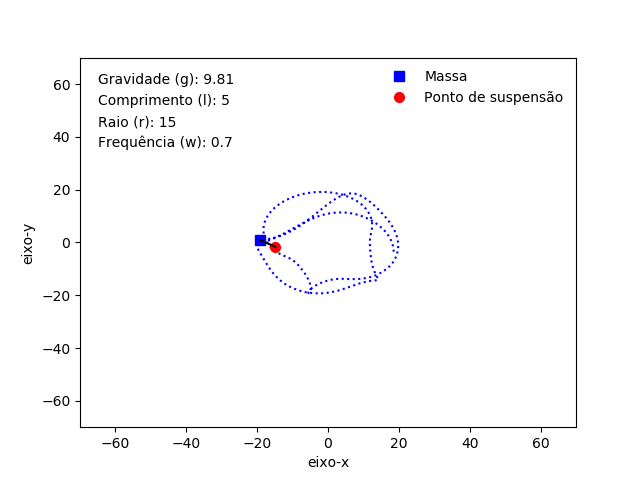 Gravidade (g): 9.81
Comprimento (l): 5
Raio (r): 15
Frequência (w): 0.7
Massa
Ponto de suspensão
60
40
20
0
−20
−40
−60
eixo-y
−60
−40
−20
0
20
40
60
eixo-x